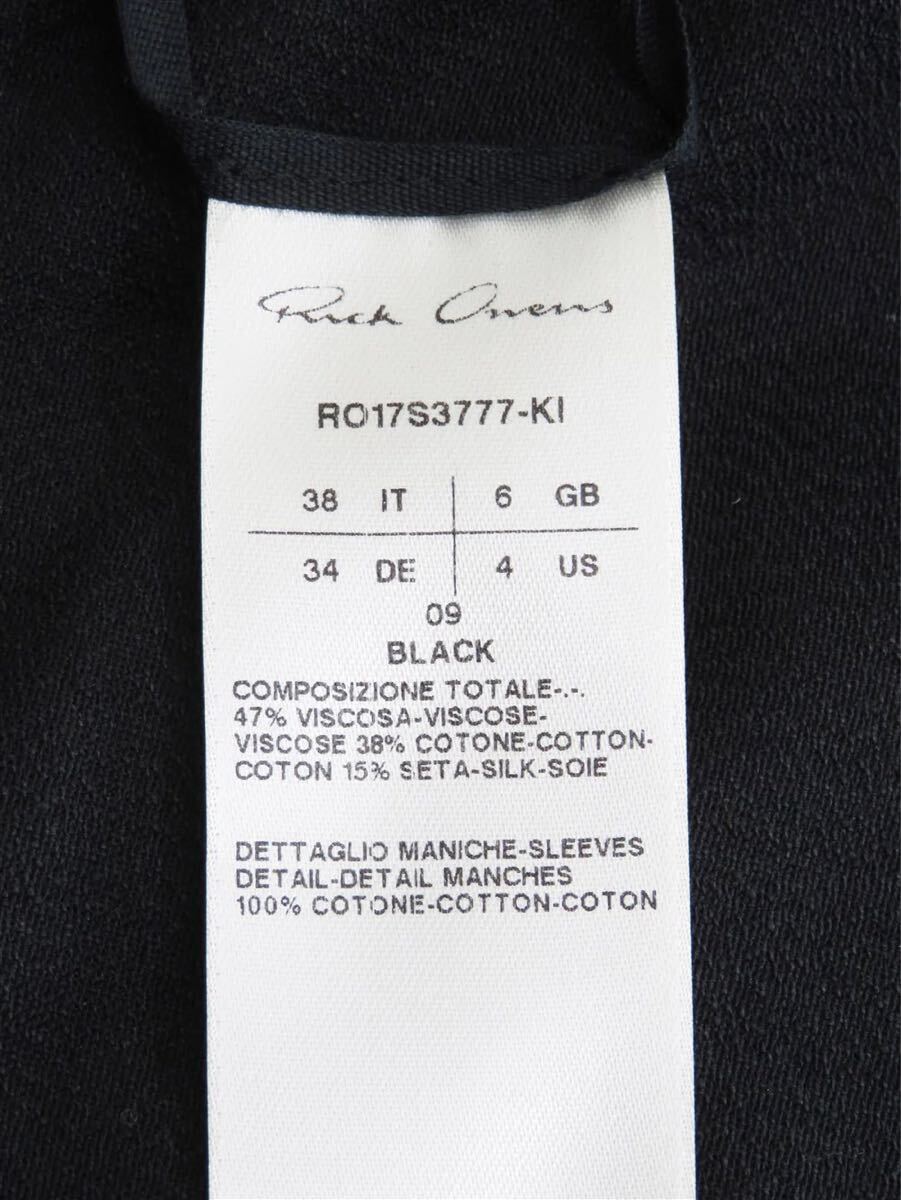 Rick Owens
RO17S3777-KI
38 IT 6 GB
34 DE 4 US
09
BLACK
COMPOSIZIONE TOTALE-.-.
47% VISCOSA-VISCOSE-
VISCOSE 38% COTONE-COTTON-
COTON 15% SETA-SILK-SOIE
DETTAGLIO MANICHE-SLEEVES
DETAIL-DETAIL MANCHES
100% COTONE-COTTON-COTON